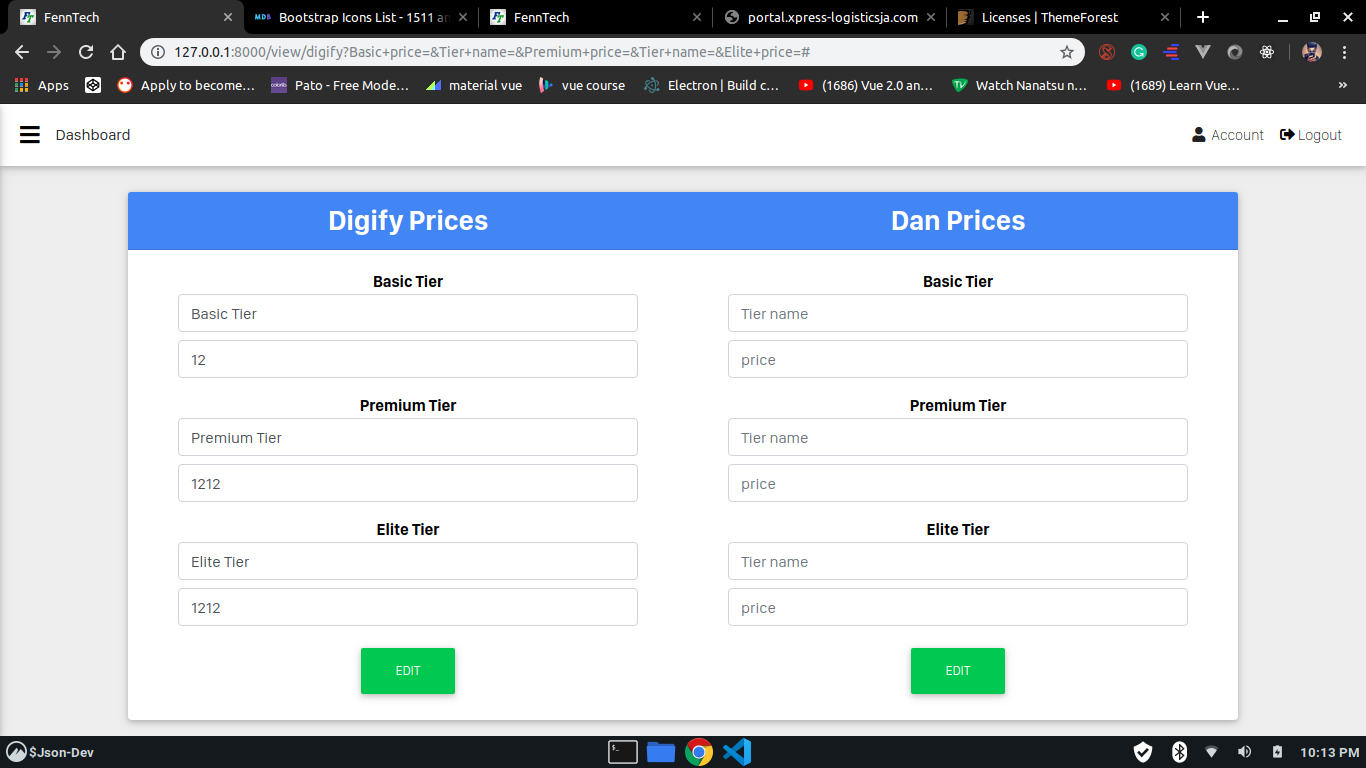 FennTech
Bootstrap Icons List - 1511 an
FennTech
portal.xpress-logisticsja.com
Licenses | ThemeForest
127.0.0.1:8000/view/digify?Basic+price=&Tier+name=&Premium+price=&Tier+name=&Elite+price=#
Apps
Apply to become...
Pato - Free Mode...
material vue
vue course
Electron | Build c...
(1686) Vue 2.0 an...
Watch Nanatsu n...
(1689) Learn Vue...
»
Dashboard
Account
Logout
Digify Prices
Dan Prices
Basic Tier
Basic Tier
12
Premium Tier
Premium Tier
1212
Elite Tier
Elite Tier
1212
EDIT
Basic Tier
Tier name
price
Premium Tier
Tier name
price
Elite Tier
Tier name
price
EDIT
$Json-Dev
10:13 PM